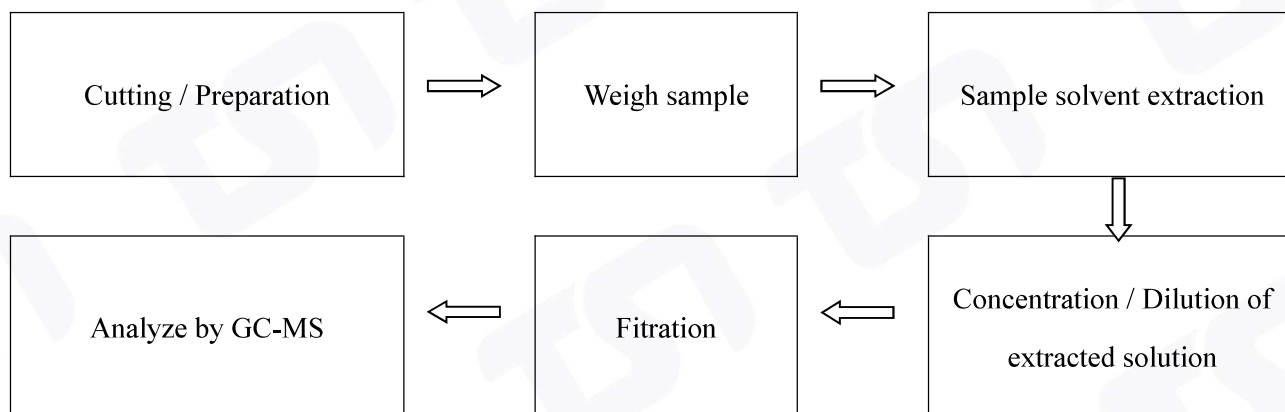 Cutting / Preparation
Weigh sample
Sample solvent extraction
Concentration / Dilution of
extracted solution
Fitration
Analyze by GC-MS